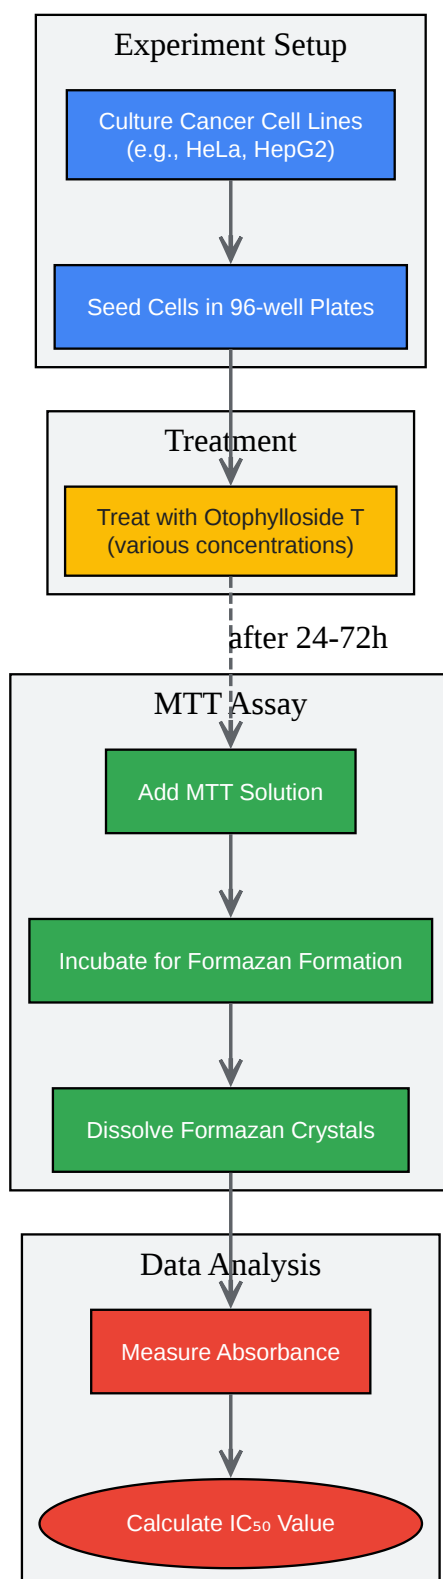 Experiment Setup
Culture Cancer Cell Lines
(e.g., HeLa, HepG2)
Seed Cells in 96-well Plates
Treatment
Treat with Otophylloside T
(various concentrations)
after 24-72h
MTT Assay
Add MTT Solution
Incubate for Formazan Formation
Dissolve Formazan Crystals
Data Analysis
Measure Absorbance
Calculate IC₅₀ Value